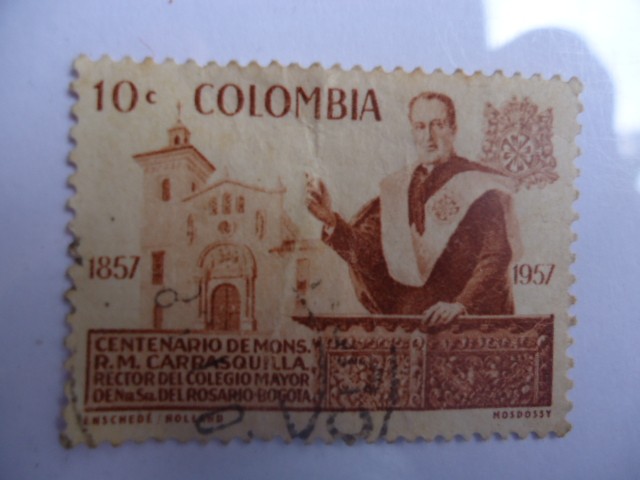 10c COLOMBIA
1857
1957
CENTENARIO DE MONS.
R. M. CARRASQUILLA.
RECTOR DEL COLEGIO MAYOR
DE Nª Sª DEL ROSARIO-BOGOTA
ENSCHEDÉ / HOLLAND
MOSDOSSY